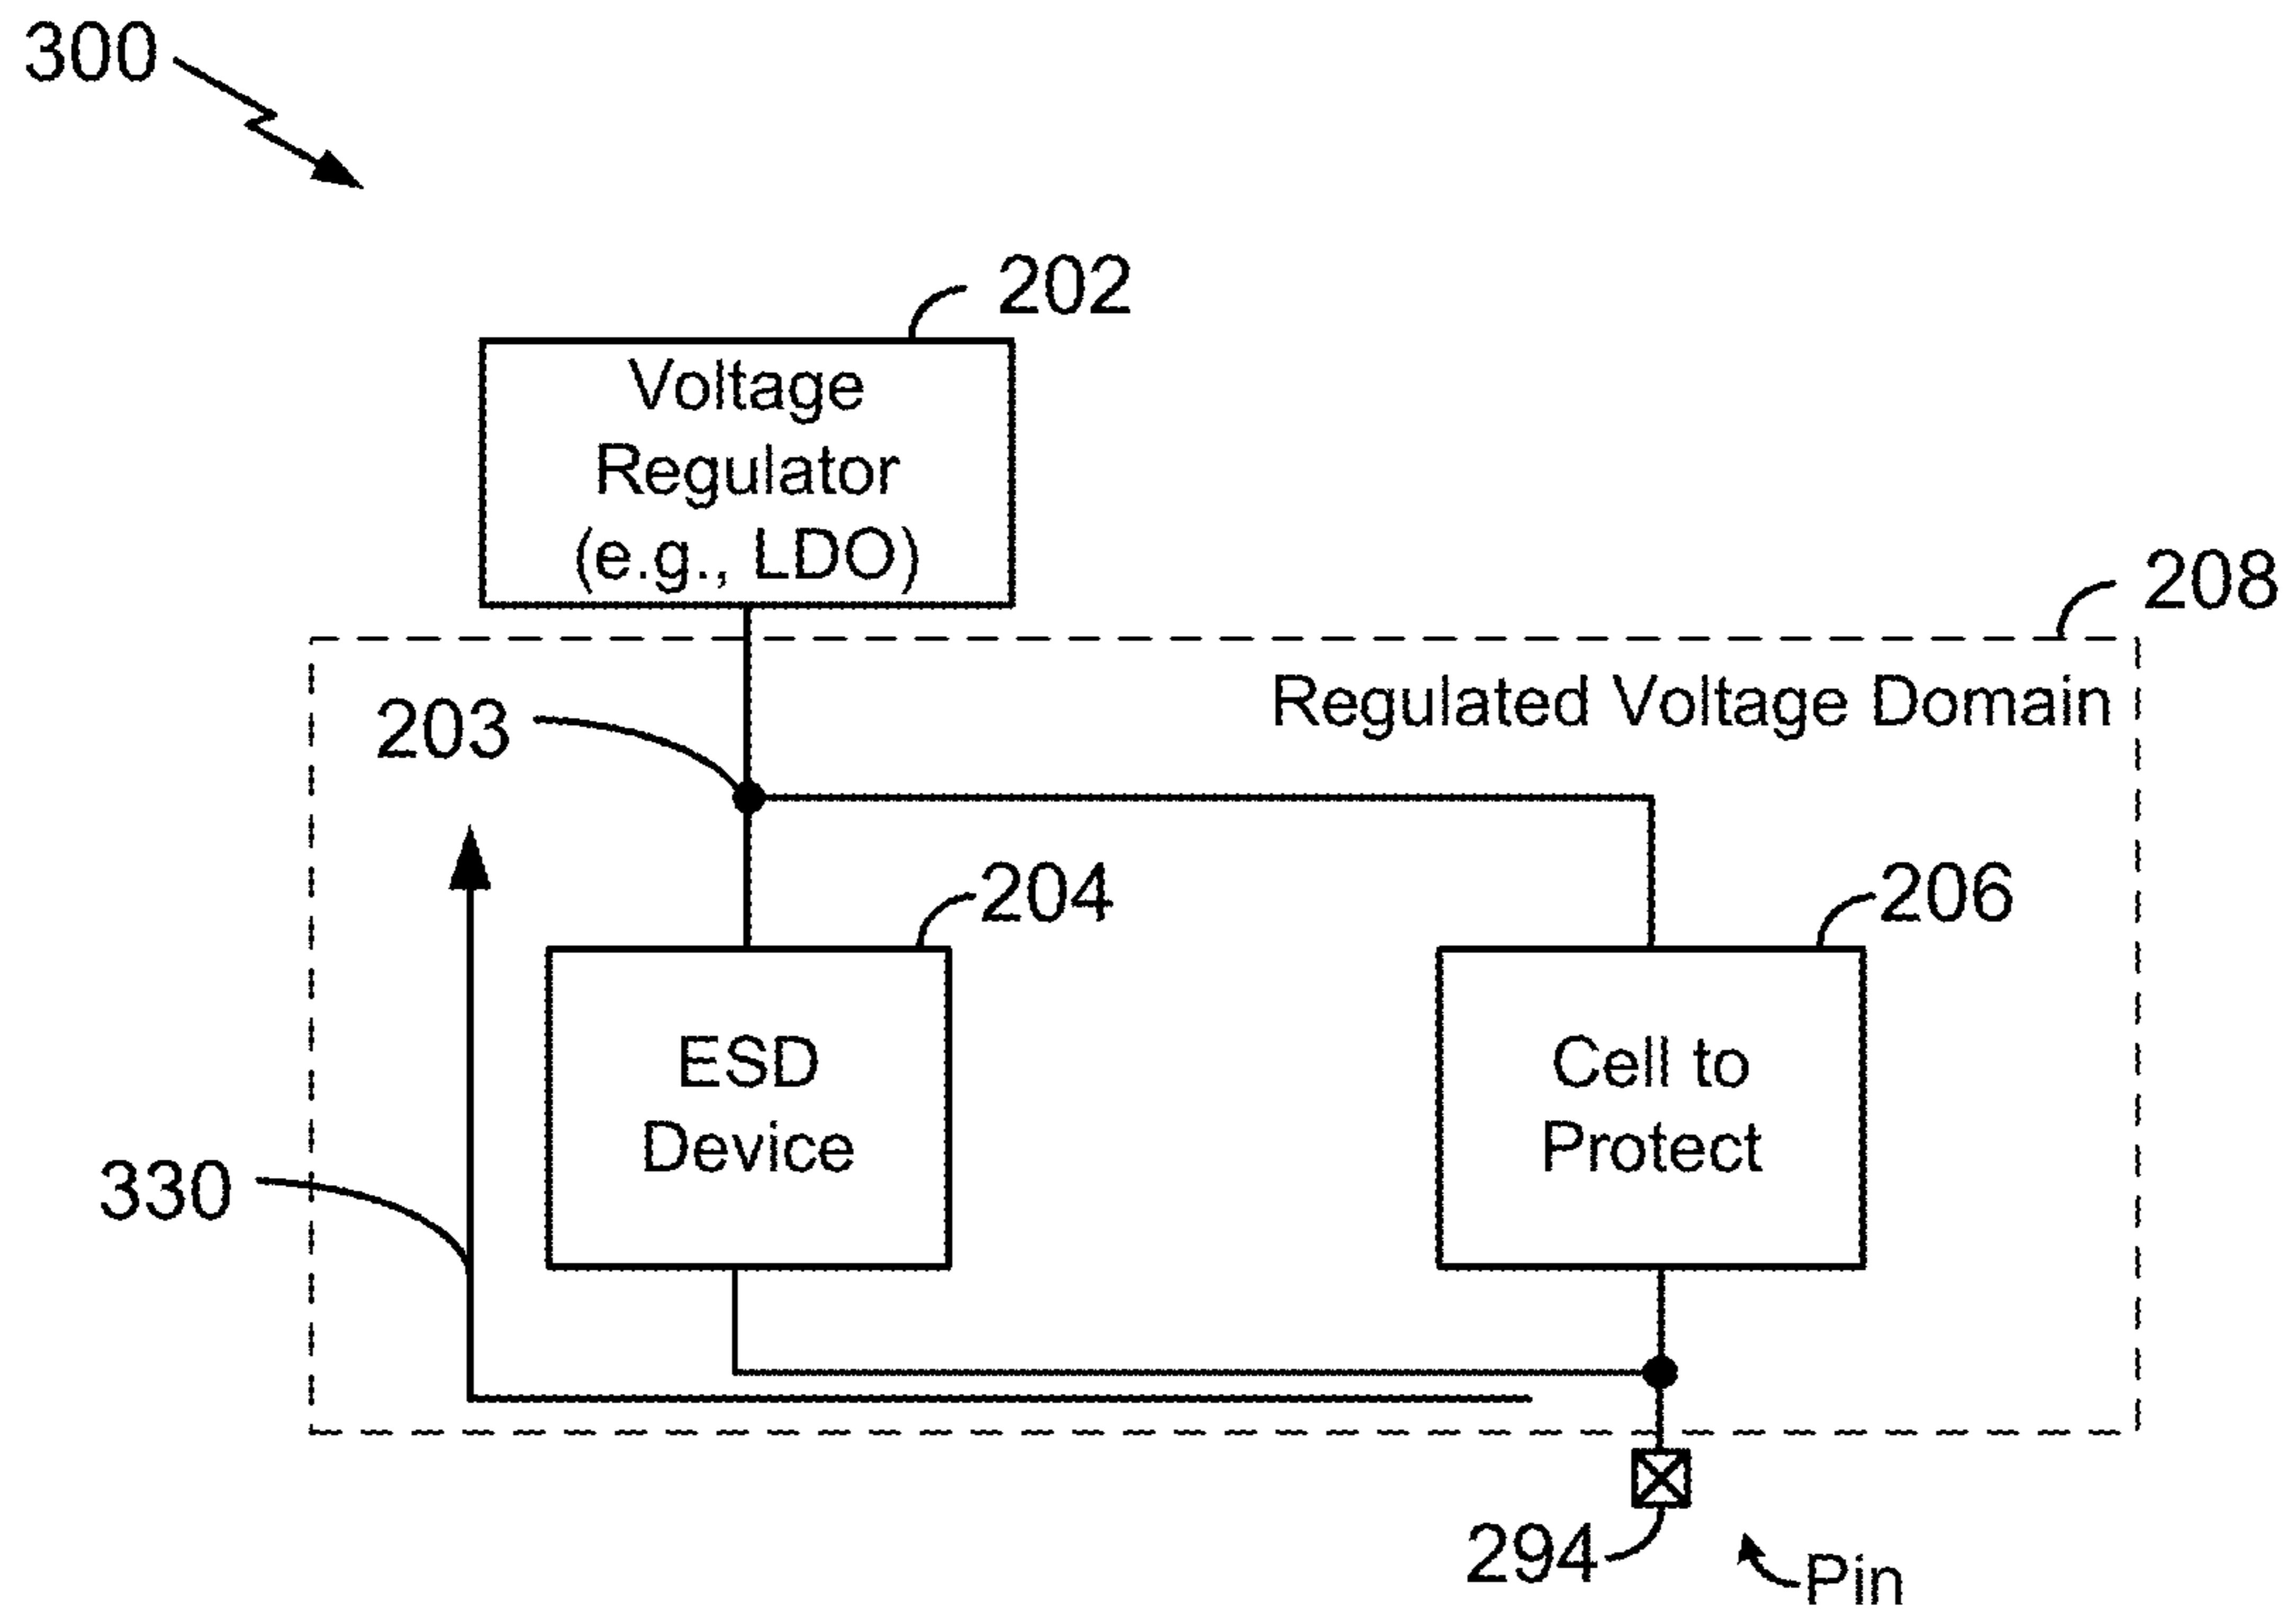 300
202
Voltage
Regulator
(e.g., LDO)
208
Regulated Voltage Domain
203
204
206
ESD
Device
Cell to
Protect
330
294
Pin